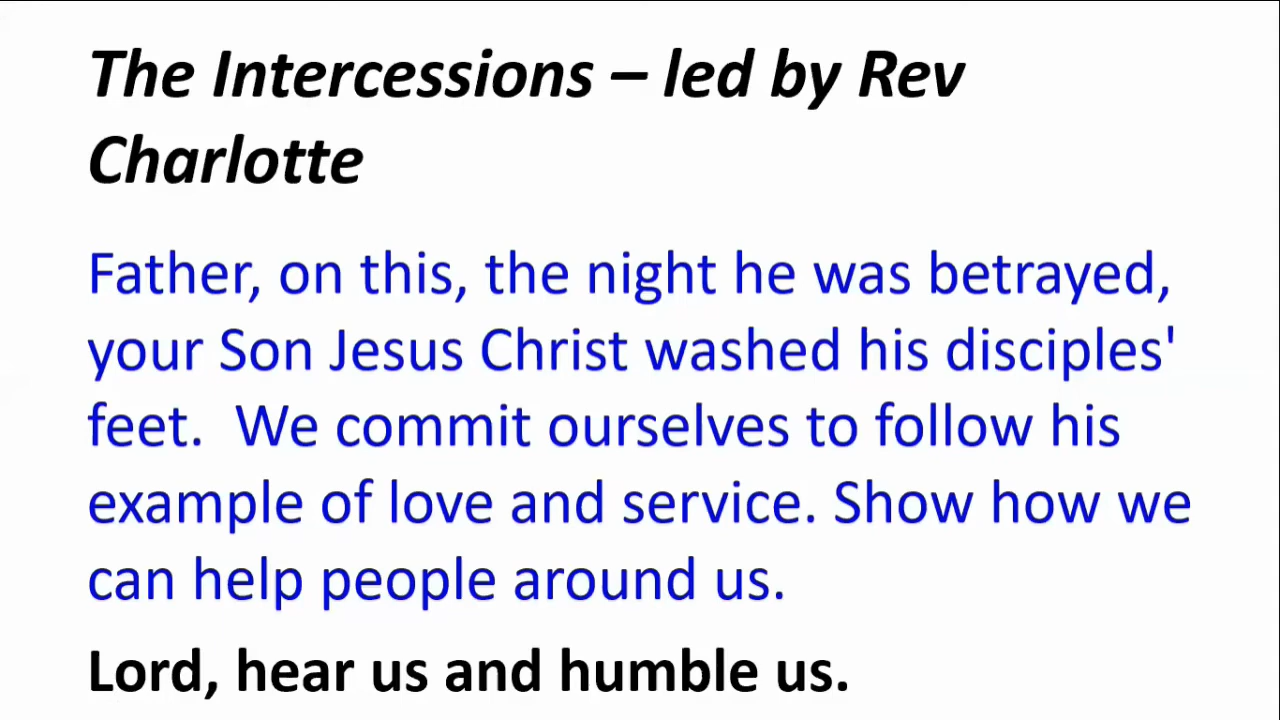 The Intercessions – led by Rev
Charlotte
Father, on this, the night he was betrayed,
your Son Jesus Christ washed his disciples'
feet.  We commit ourselves to follow his
example of love and service. Show how we
can help people around us.
Lord, hear us and humble us.